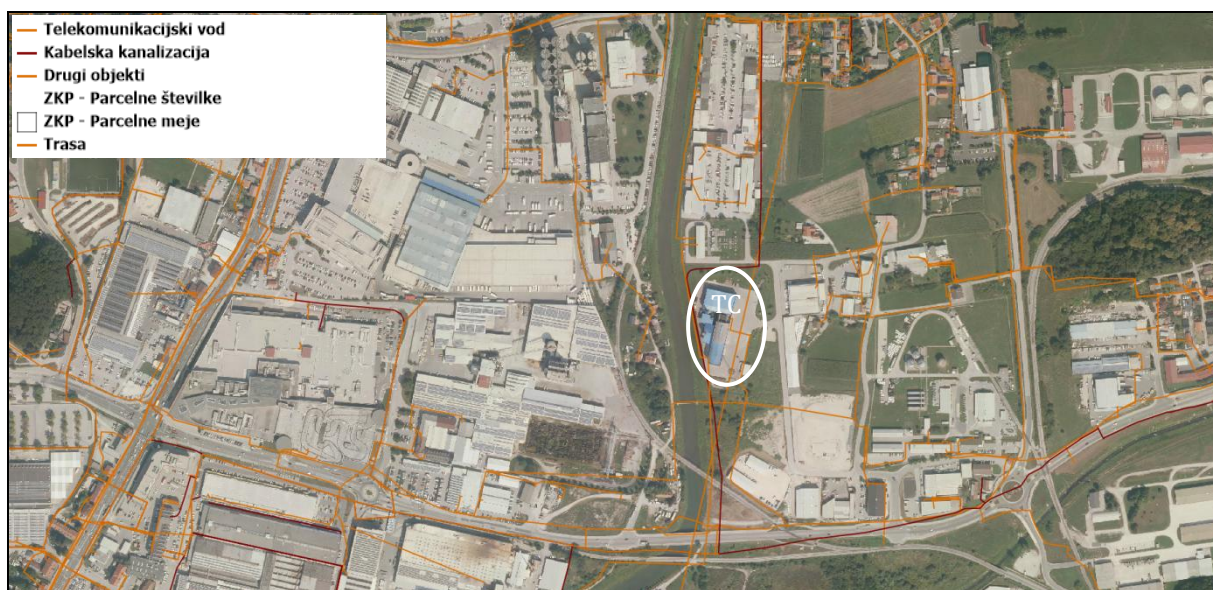 Telekomunikacijski vod
Kabelska kanalizacija
Drugi objekti
ZKP - Parcelne številke
ZKP - Parcelne meje
Trasa
TC